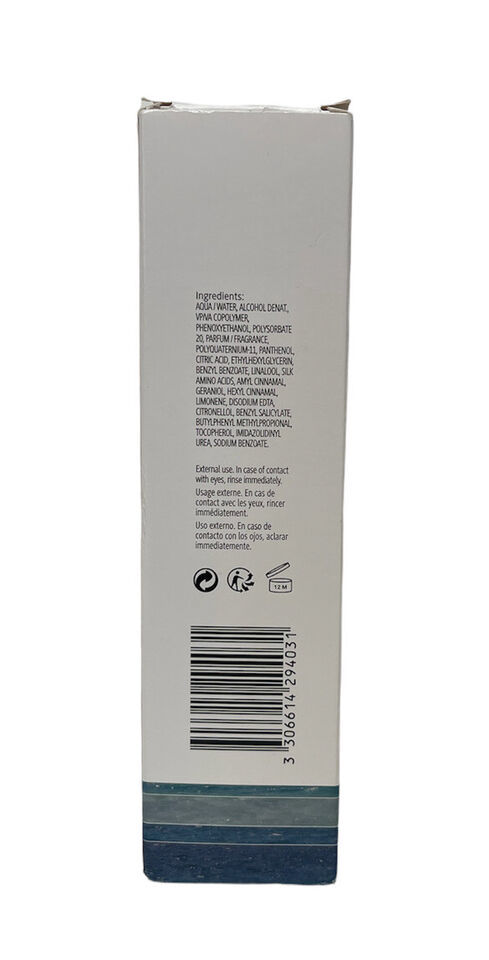 Ingredients:
AQUA / WATER, ALCOHOL DENAT.,
VP/VA COPOLYMER,
PHENOXYETHANOL, POLYSORBATE
20, PARFUM / FRAGRANCE,
POLYQUATERNIUM-11, PANTHENOL,
CITRIC ACID, ETHYLHEXYLGLYCERIN,
BENZYL BENZOATE, LINALOOL, SILK
AMINO ACIDS, AMYL CINNAMAL,
GERANIOL, HEXYL CINNAMAL,
LIMONENE, DISODIUM EDTA,
CITRONELLOL, BENZYL SALICYLATE,
BUTYLPHENYL METHYLPROPIONAL,
TOCOPHEROL, IMIDAZOLIDINYL
UREA, SODIUM BENZOATE.
External use. In case of contact
with eyes, rinse immediately.
Usage externe. En cas de
contact avec les yeux, rincer
immédiatement.
Uso externo. En caso de
contacto con los ojos, aclarar
immediatemente.
12 M
3 306614 294031